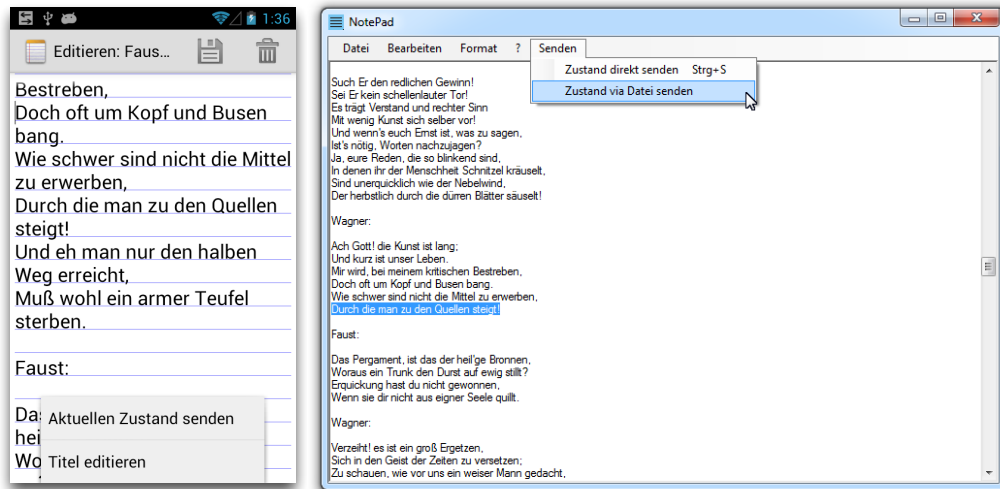 1:36
Editieren: Faus...
Bestreben,
Doch oft um Kopf und Busen
bang.
Wie schwer sind nicht die Mittel
zu erwerben,
Durch die man zu den Quellen
steigt!
Und eh man nur den halben
Weg erreicht,
Muß wohl ein armer Teufel
sterben.
Faust:
Da
hei
Wo
Aktuellen Zustand senden
Titel editieren
NotePad
Datei Bearbeiten Format ? Senden
Zustand direkt senden Strg+S
Zustand via Datei senden
Such Er den redlichen Gewinn!
Sei Er kein schellenlauter Tor!
Es trägt Verstand und rechter Sinn
Mit wenig Kunst sich selber vor!
Und wenn's euch Ernst ist, was zu sagen,
Ist's nötig, Worten nachzujagen?
Ja, eure Reden, die so blinkend sind,
In denen ihr der Menschheit Schnitzel kräuselt,
Sind unerquicklich wie der Nebelwind,
Der herbstlich durch die dürren Blätter säuselt!
Wagner:
Ach Gott! die Kunst ist lang;
Und kurz ist unser Leben.
Mir wird, bei meinem kritischen Bestreben,
Doch oft um Kopf und Busen bang.
Wie schwer sind nicht die Mittel zu erwerben,
Durch die man zu den Quellen steigt!
Faust:
Das Pergament, ist das der heil'ge Bronnen,
Woraus ein Trunk den Durst auf ewig stillt?
Erquickung hast du nicht gewonnen,
Wenn sie dir nicht aus eigner Seele quillt.
Wagner:
Verzeiht! es ist ein groß Ergetzen,
Sich in den Geist der Zeiten zu versetzen;
Zu schauen, wie vor uns ein weiser Mann gedacht,